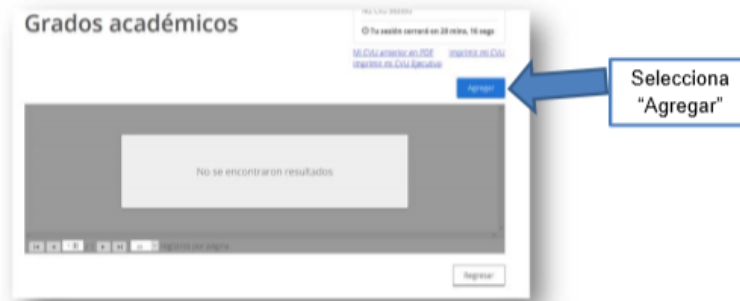 Grados académicos
Tu sesión cerrará en 20 mins, 16 segs
Mi CVU anterior en PDF
Imprimir mi CVU
Imprimir mi CVU Ejecutivo
Agregar
Selecciona
“Agregar”
No se encontraron resultados
registros por página
Regresar